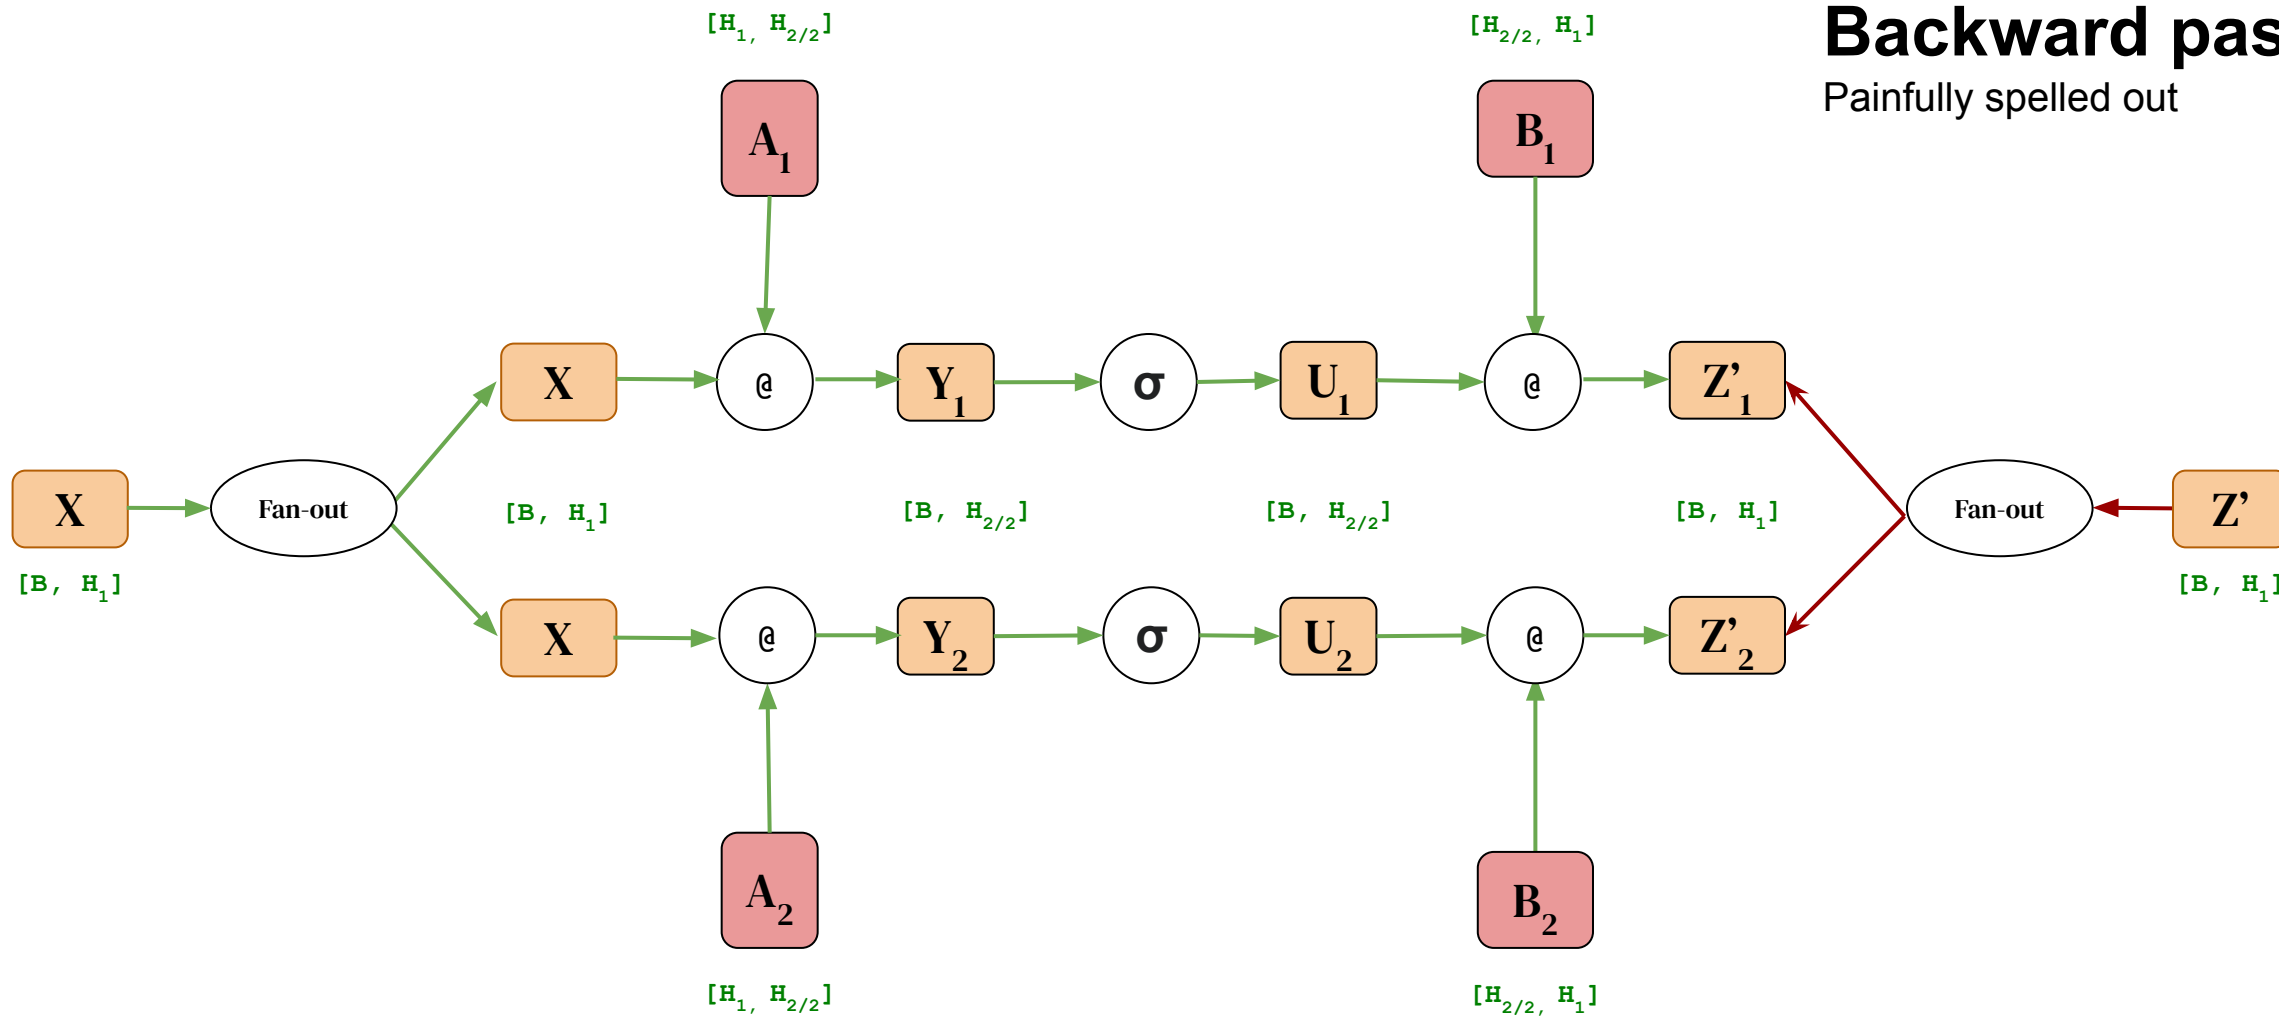 [H1, H2/2]
[H2/2, H1]
Backward pas
Painfully spelled out
A1
B1
X
@
Y1
σ
U1
@
Z’1
X
Fan-out
[B, H1]
[B, H2/2]
[B, H2/2]
[B, H1]
Fan-out
Z’
[B, H1]
[B, H1]
X
@
Y2
σ
U2
@
Z’2
A2
B2
[H1, H2/2]
[H2/2, H1]